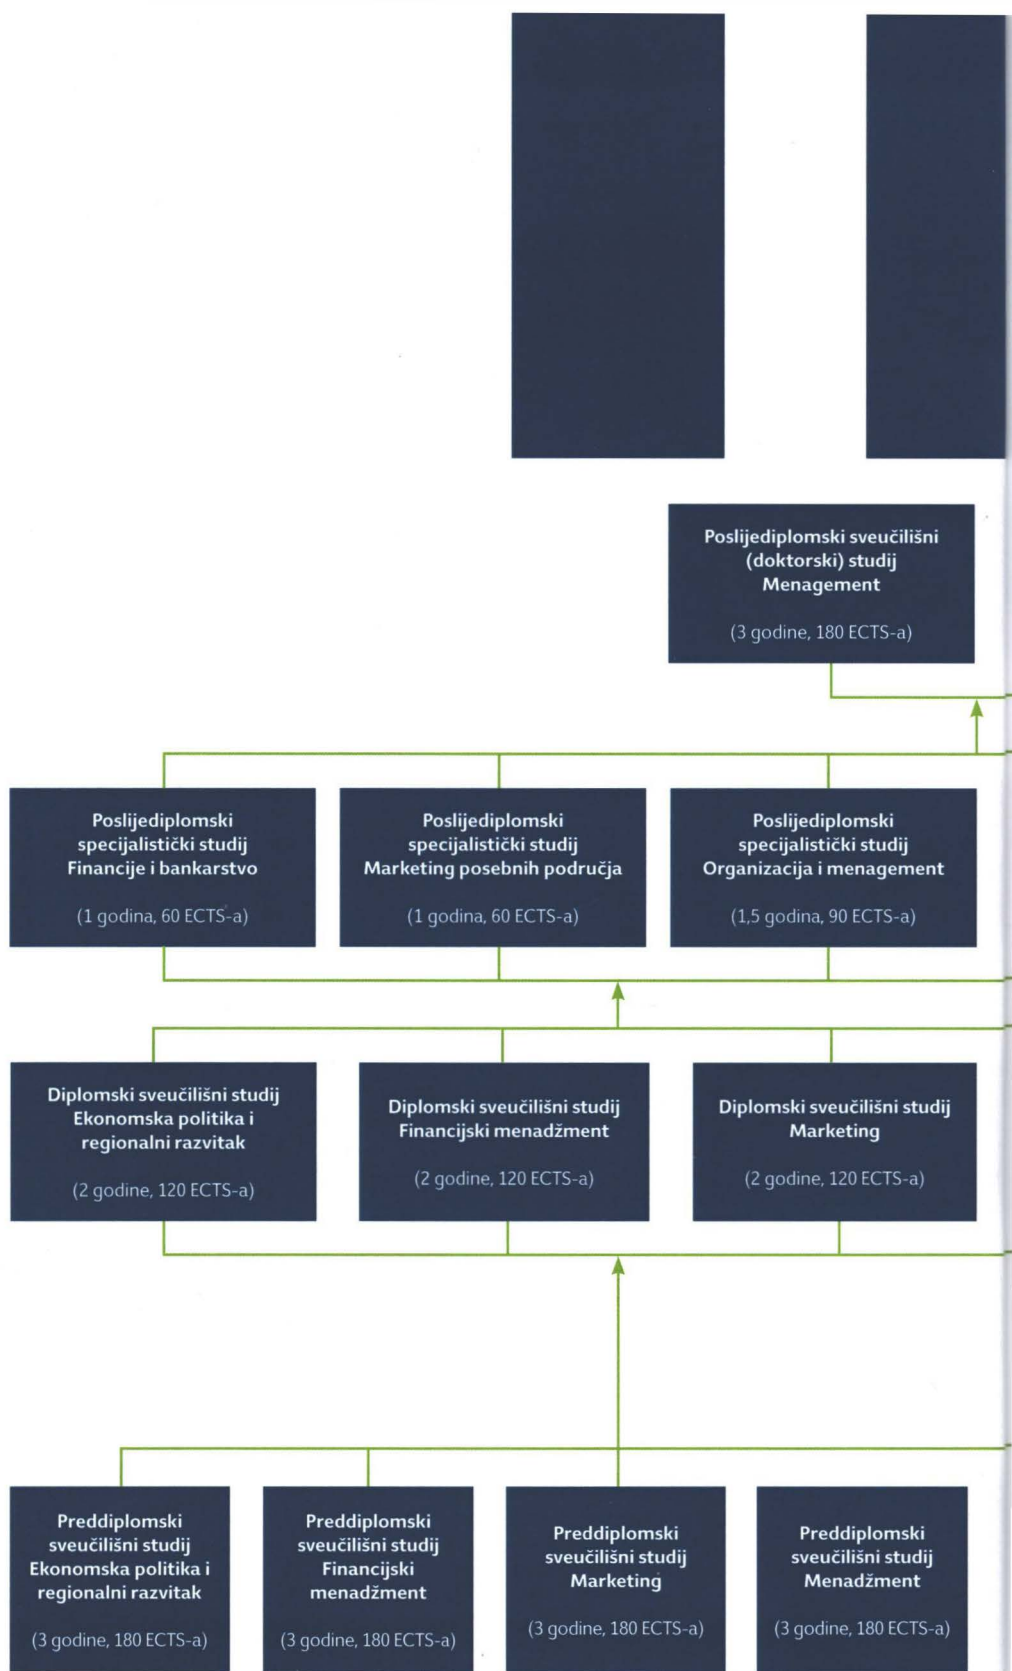 Poslijediplomski sveučilišni
(doktorski) studij
Menagement
(3 godine, 180 ECTS-a)
Poslijediplomski
specijalistički studij
Financije i bankarstvo
(1 godina, 60 ECTS-a)
Poslijediplomski
specijalistički studij
Marketing posebnih područja
(1 godina, 60 ECTS-a)
Poslijediplomski
specijalistički studij
Organizacija i menagement
(1,5 godina, 90 ECTS-a)
Diplomski sveučilišni studij
Ekonomska politika i
regionalni razvitak
(2 godine, 120 ECTS-a)
Diplomski sveučilišni studij
Financijski menadžment
(2 godine, 120 ECTS-a)
Diplomski sveučilišni studij
Marketing
(2 godine, 120 ECTS-a)
Preddiplomski
sveučilišni studij
Ekonomska politika i
regionalni razvitak
(3 godine, 180 ECTS-a)
Preddiplomski
sveučilišni studij
Financijski
menadžment
(3 godine, 180 ECTS-a)
Preddiplomski
sveučilišni studij
Marketing
(3 godine, 180 ECTS-a)
Preddiplomski
sveučilišni studij
Menadžment
(3 godine, 180 ECTS-a)